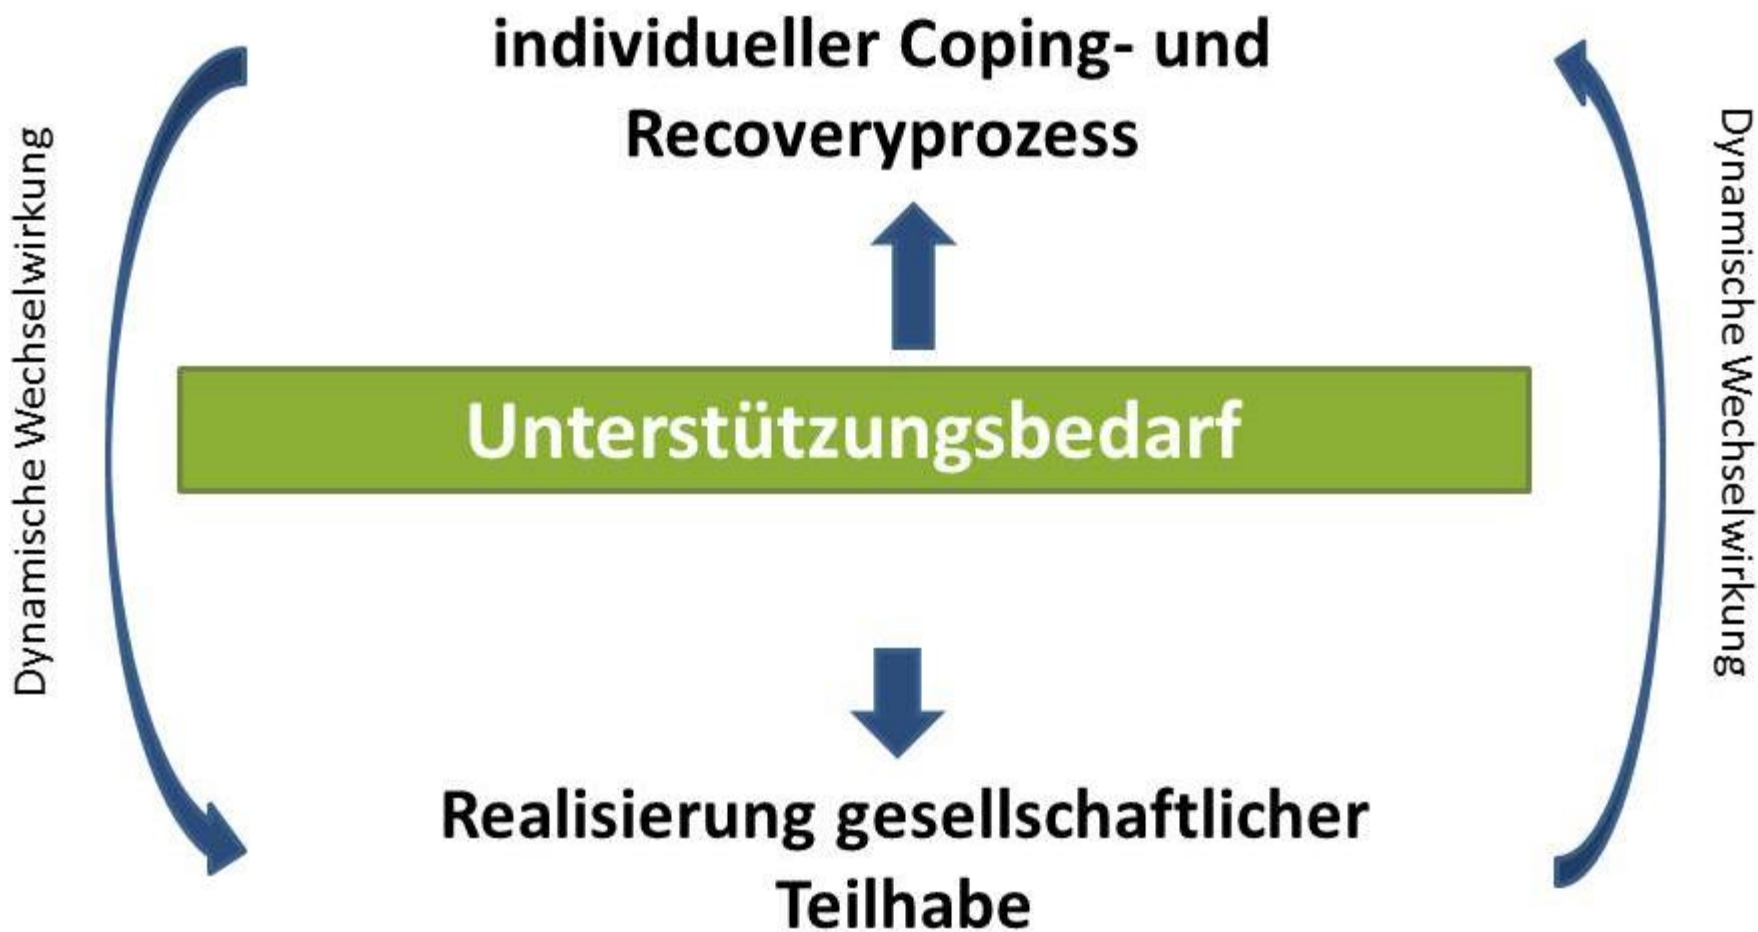 individueller Coping- und
Recoveryprozess
Dynamische Wechselwirkung
Unterstützungsbedarf
Dynamische Wechselwirkung
Realisierung gesellschaftlicher
Teilhabe